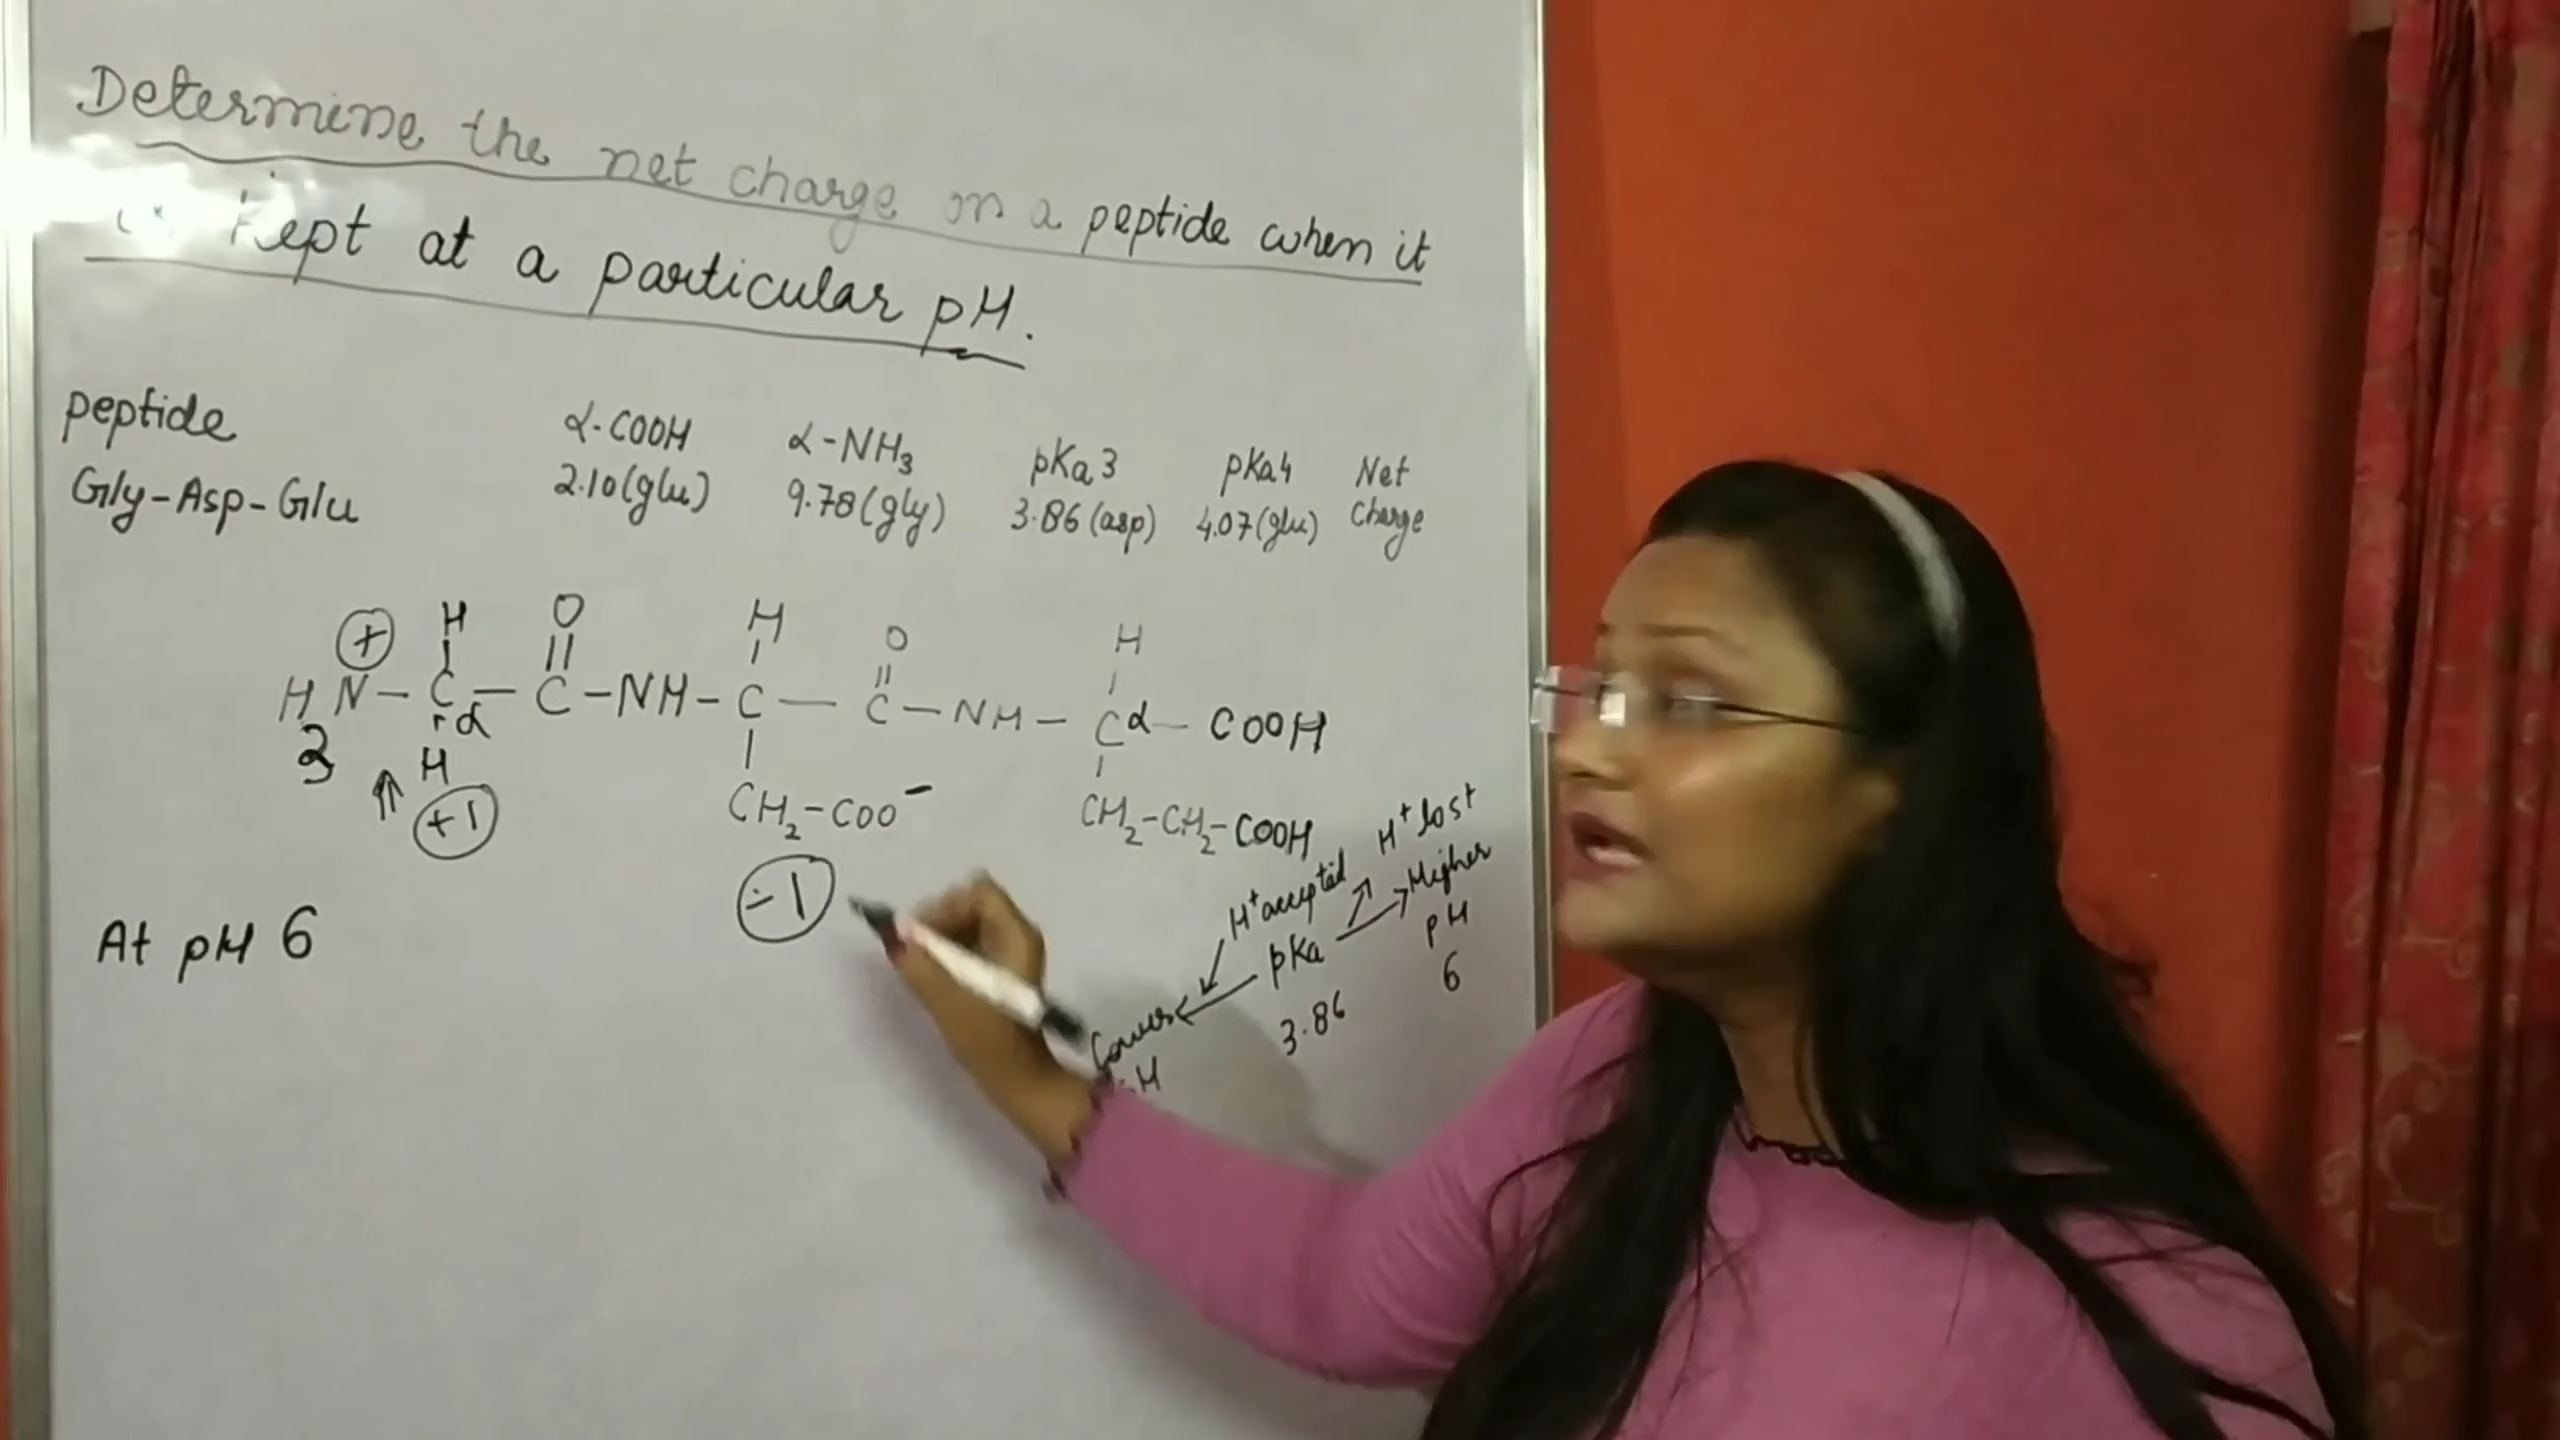 Determine the net charge on a peptide when it
is kept at a particular pH.
peptide
α-COOH α-NH3 pKa3 pKa4 Net
Gly-Asp-Glu 2.10(glu) 9.78(gly) 3.86(asp) 4.07(glu) Charge
+ H O H O H
H N - C - C - NH - C - C - NH - Cα - COOH
3 α
H CH2-COO- CH2-CH2-COOH
+1
-1
H+ lost
H+ accepted
Higher
pH
6
pKa
3.86
Lower
At pH 6